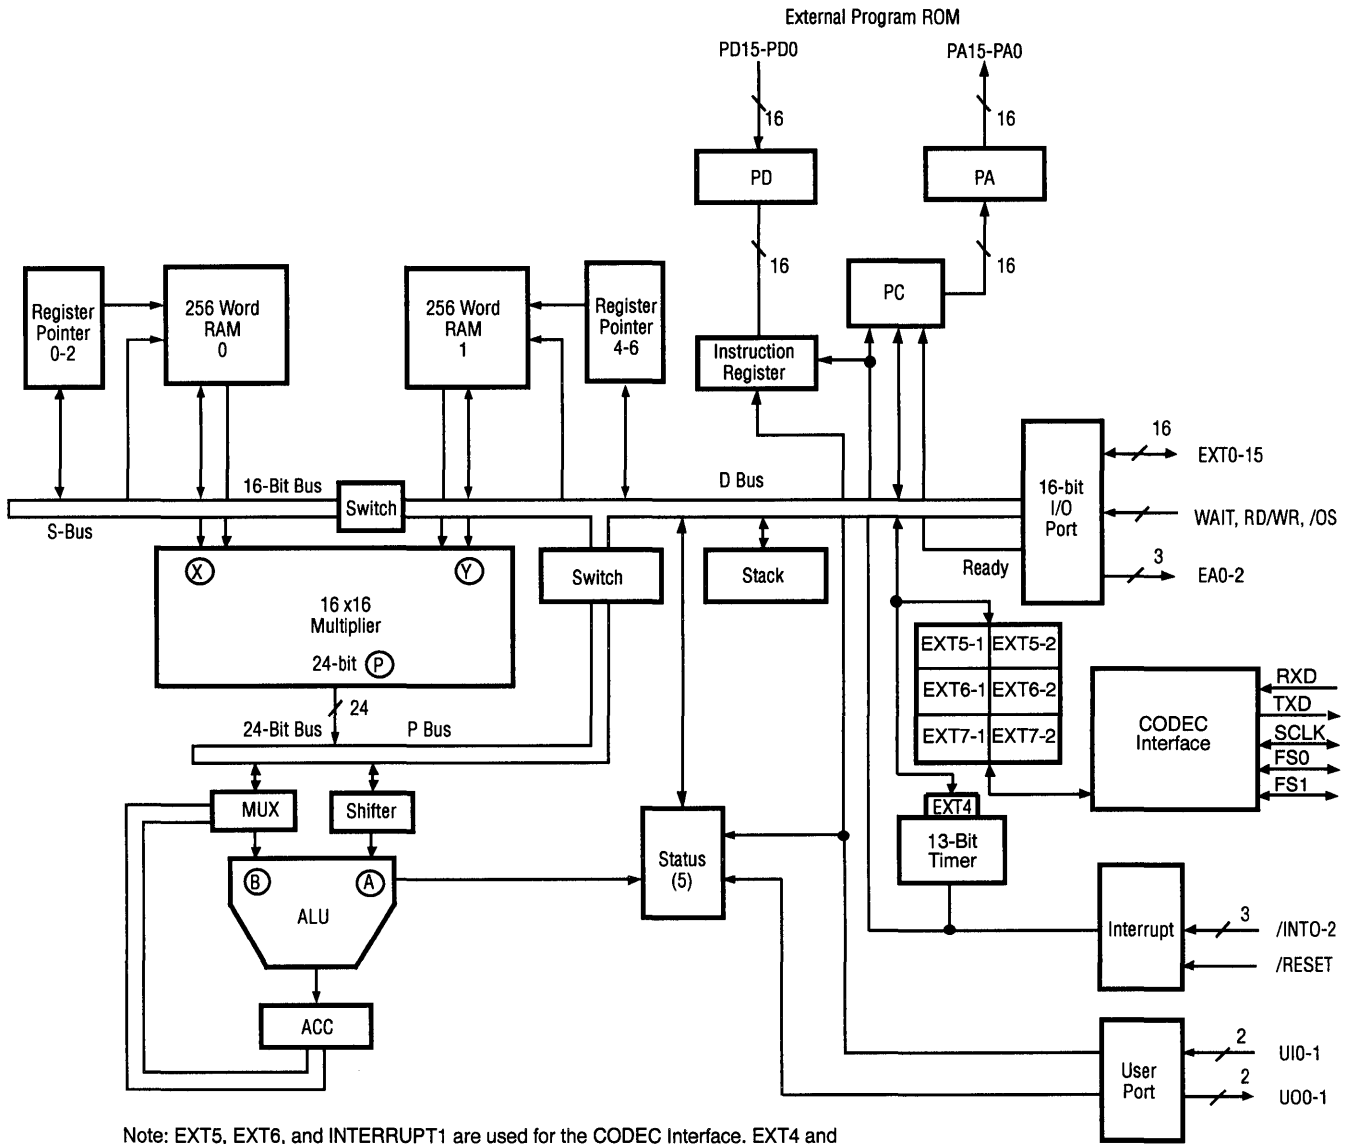 External Program ROM
PD15-PD0
PA15-PA0
16
16
PD
PA
16
16
PC
Register
Pointer
0-2
256 Word
RAM
0
256 Word
RAM
1
Register
Pointer
4-6
Instruction
Register
16-Bit Bus
Switch
D Bus
S-Bus
16-bit
I/O
Port
16
EXT0-15
WAIT, RD/WR, /OS
3
EA0-2
Ready
X
Y
16 x16
Multiplier
24-bit
P
Switch
Stack
24
24-Bit Bus
P Bus
EXT5-1
EXT5-2
EXT6-1
EXT6-2
EXT7-1
EXT7-2
CODEC
Interface
RXD
TXD
SCLK
FS0
FS1
MUX
Shifter
EXT4
13-Bit
Timer
Status
(5)
B
A
ALU
ACC
Interrupt
3
/INTO-2
/RESET
User
Port
2
UI0-1
2
UO0-1
Note: EXT5, EXT6, and INTERRUPT1 are used for the CODEC Interface. EXT4 and